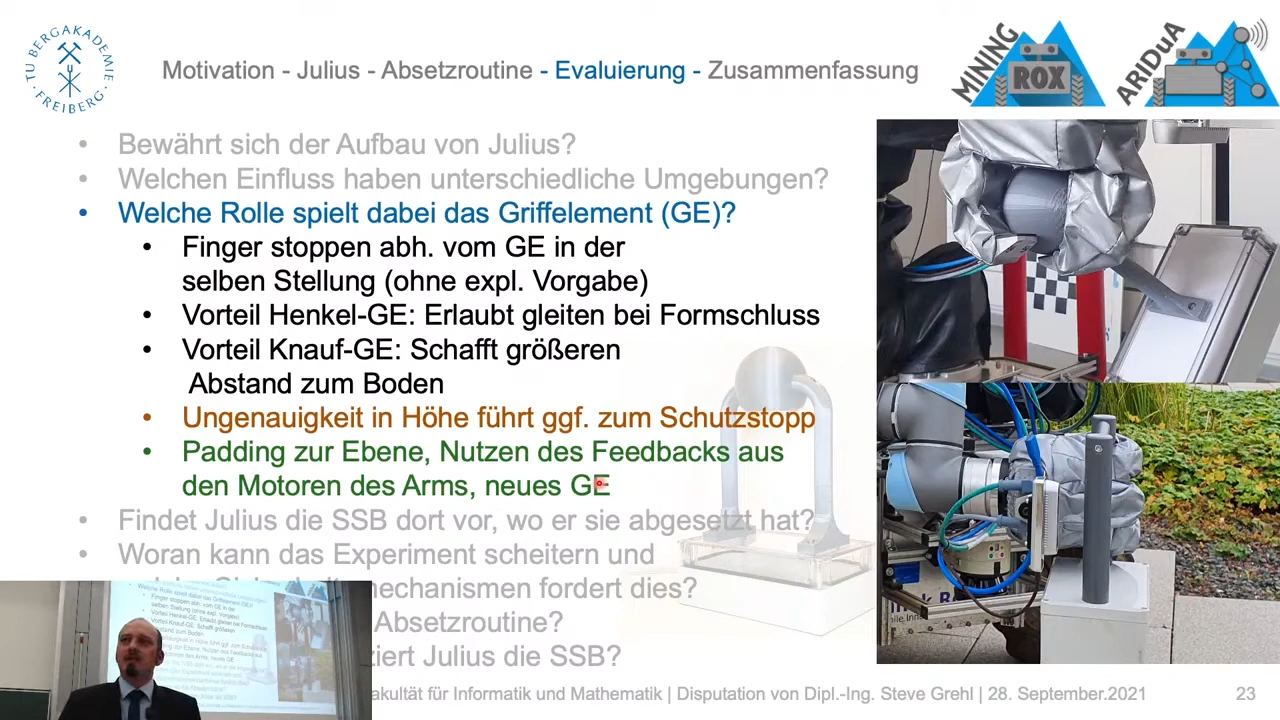 TU BERGAKADEMIE
FREIBERG
Motivation - Julius - Absetzroutine - Evaluierung - Zusammenfassung
MINING
ROX
ARIDuA
• Bewährt sich der Aufbau von Julius?
• Welchen Einfluss haben unterschiedliche Umgebungen?
• Welche Rolle spielt dabei das Griffelement (GE)?
• Finger stoppen abh. vom GE in der
selben Stellung (ohne expl. Vorgabe)
• Vorteil Henkel-GE: Erlaubt gleiten bei Formschluss
• Vorteil Knauf-GE: Schafft größeren
Abstand zum Boden
• Ungenauigkeit in Höhe führt ggf. zum Schutzstopp
• Padding zur Ebene, Nutzen des Feedbacks aus
den Motoren des Arms, neues GE
• Findet Julius die SSB dort vor, wo er sie abgesetzt hat?
• Woran kann das Experiment scheitern und
mechanismen fordert dies?
Absetzroutine?
ziert Julius die SSB?
akultät für Informatik und Mathematik | Disputation von Dipl.-Ing. Steve Grehl | 28. September.2021
23